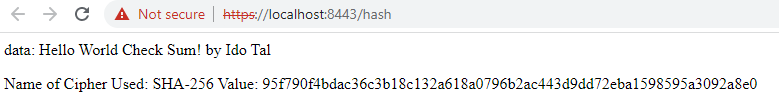 Not secure | https://localhost:8443/hash
data: Hello World Check Sum! by Ido Tal
Name of Cipher Used: SHA-256 Value: 95f790f4bdac36c3b18c132a618a0796b2ac443d9dd72eba1598595a3092a8e0